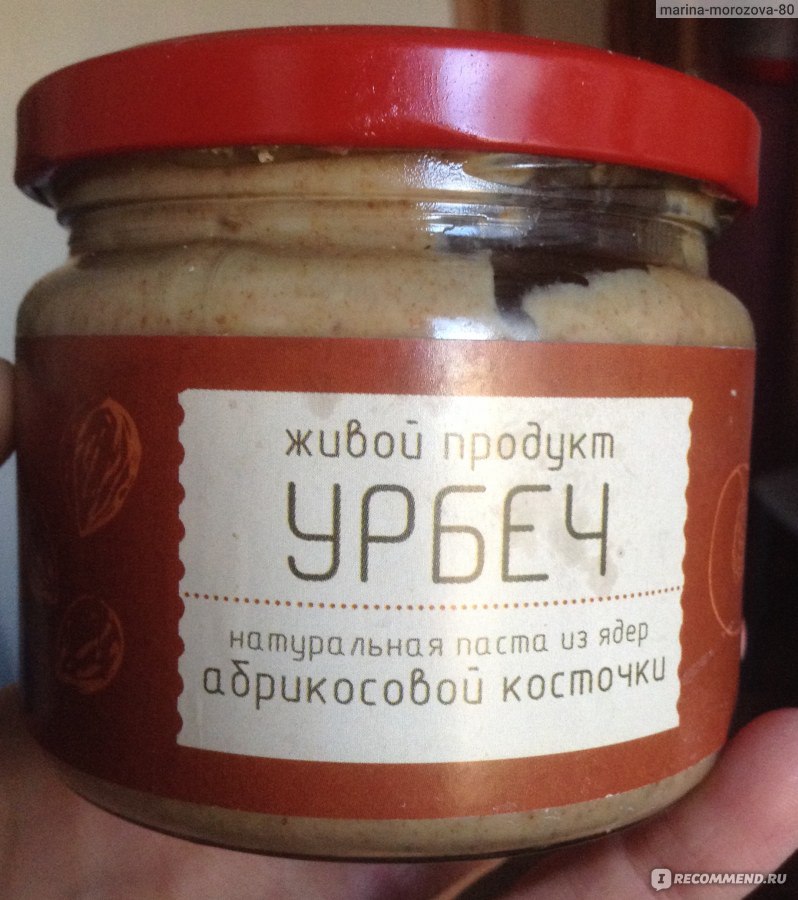 marina-morozova-80
живой продукт
УРБЕЧ
натуральная паста из ядер
абрикосовой косточки
I RECOMMEND.RU